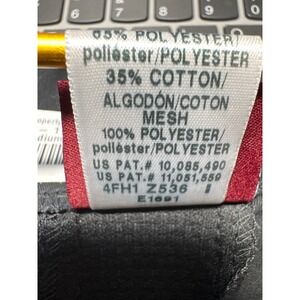 65% POLYESTER/
poliéster/POLYESTER
35% COTTON/
ALGODÓN/COTON
MESH
100% POLYESTER/
poliéster/POLYESTER
US PAT.# 10,085,490
US PAT.# 11,051,559
4FH1 Z536 I
E1691